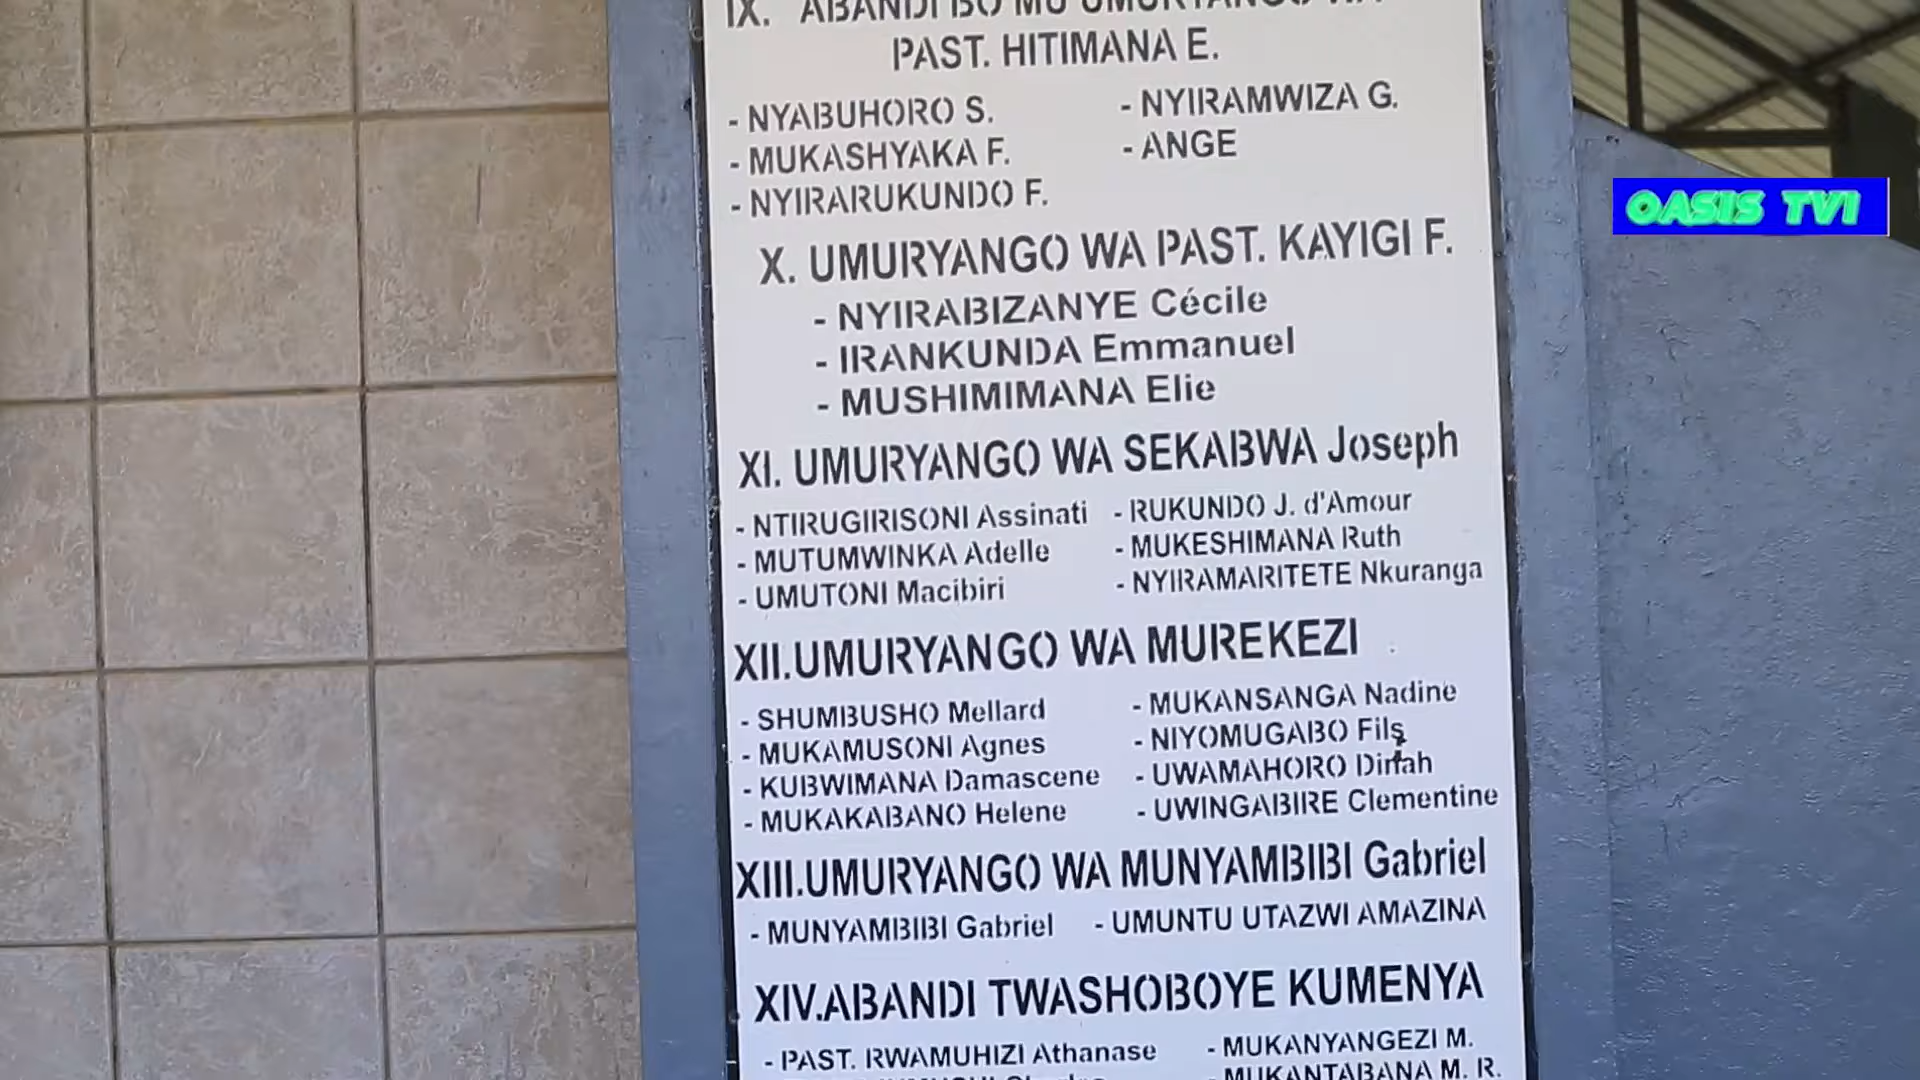 IX. ABANDI BO MU UMURYANGO WA
PAST. HITIMANA E.
- NYABUHORO S.
- MUKASHYAKA F.
- NYIRARUKUNDO F.
- NYIRAMWIZA G.
- ANGE
X. UMURYANGO WA PAST. KAYIGI F.
- NYIRABIZANYE Cécile
- IRANKUNDA Emmanuel
- MUSHIMIMANA Elie
XI. UMURYANGO WA SEKABWA Joseph
- NTIRUGIRISONI Assinati
- MUTUMWINKA Adelle
- UMUTONI Macibiri
- RUKUNDO J. d'Amour
- MUKESHIMANA Ruth
- NYIRAMARITETE Nkuranga
XII.UMURYANGO WA MUREKEZI
- SHUMBUSHO Mellard
- MUKAMUSONI Agnes
- KUBWIMANA Damascene
- MUKAKABANO Helene
- MUKANSANGA Nadine
- NIYOMUGABO Fils
- UWAMAHORO Dinah
- UWINGABIRE Clementine
XIII.UMURYANGO WA MUNYAMBIBI Gabriel
- MUNYAMBIBI Gabriel
- UMUNTU UTAZWI AMAZINA
XIV.ABANDI TWASHOBOYE KUMENYA
- PAST. RWAMUHIZI Athanase
- MUKANYANGEZI M.
- MUKANTABANA M. R.
OASIS TV1